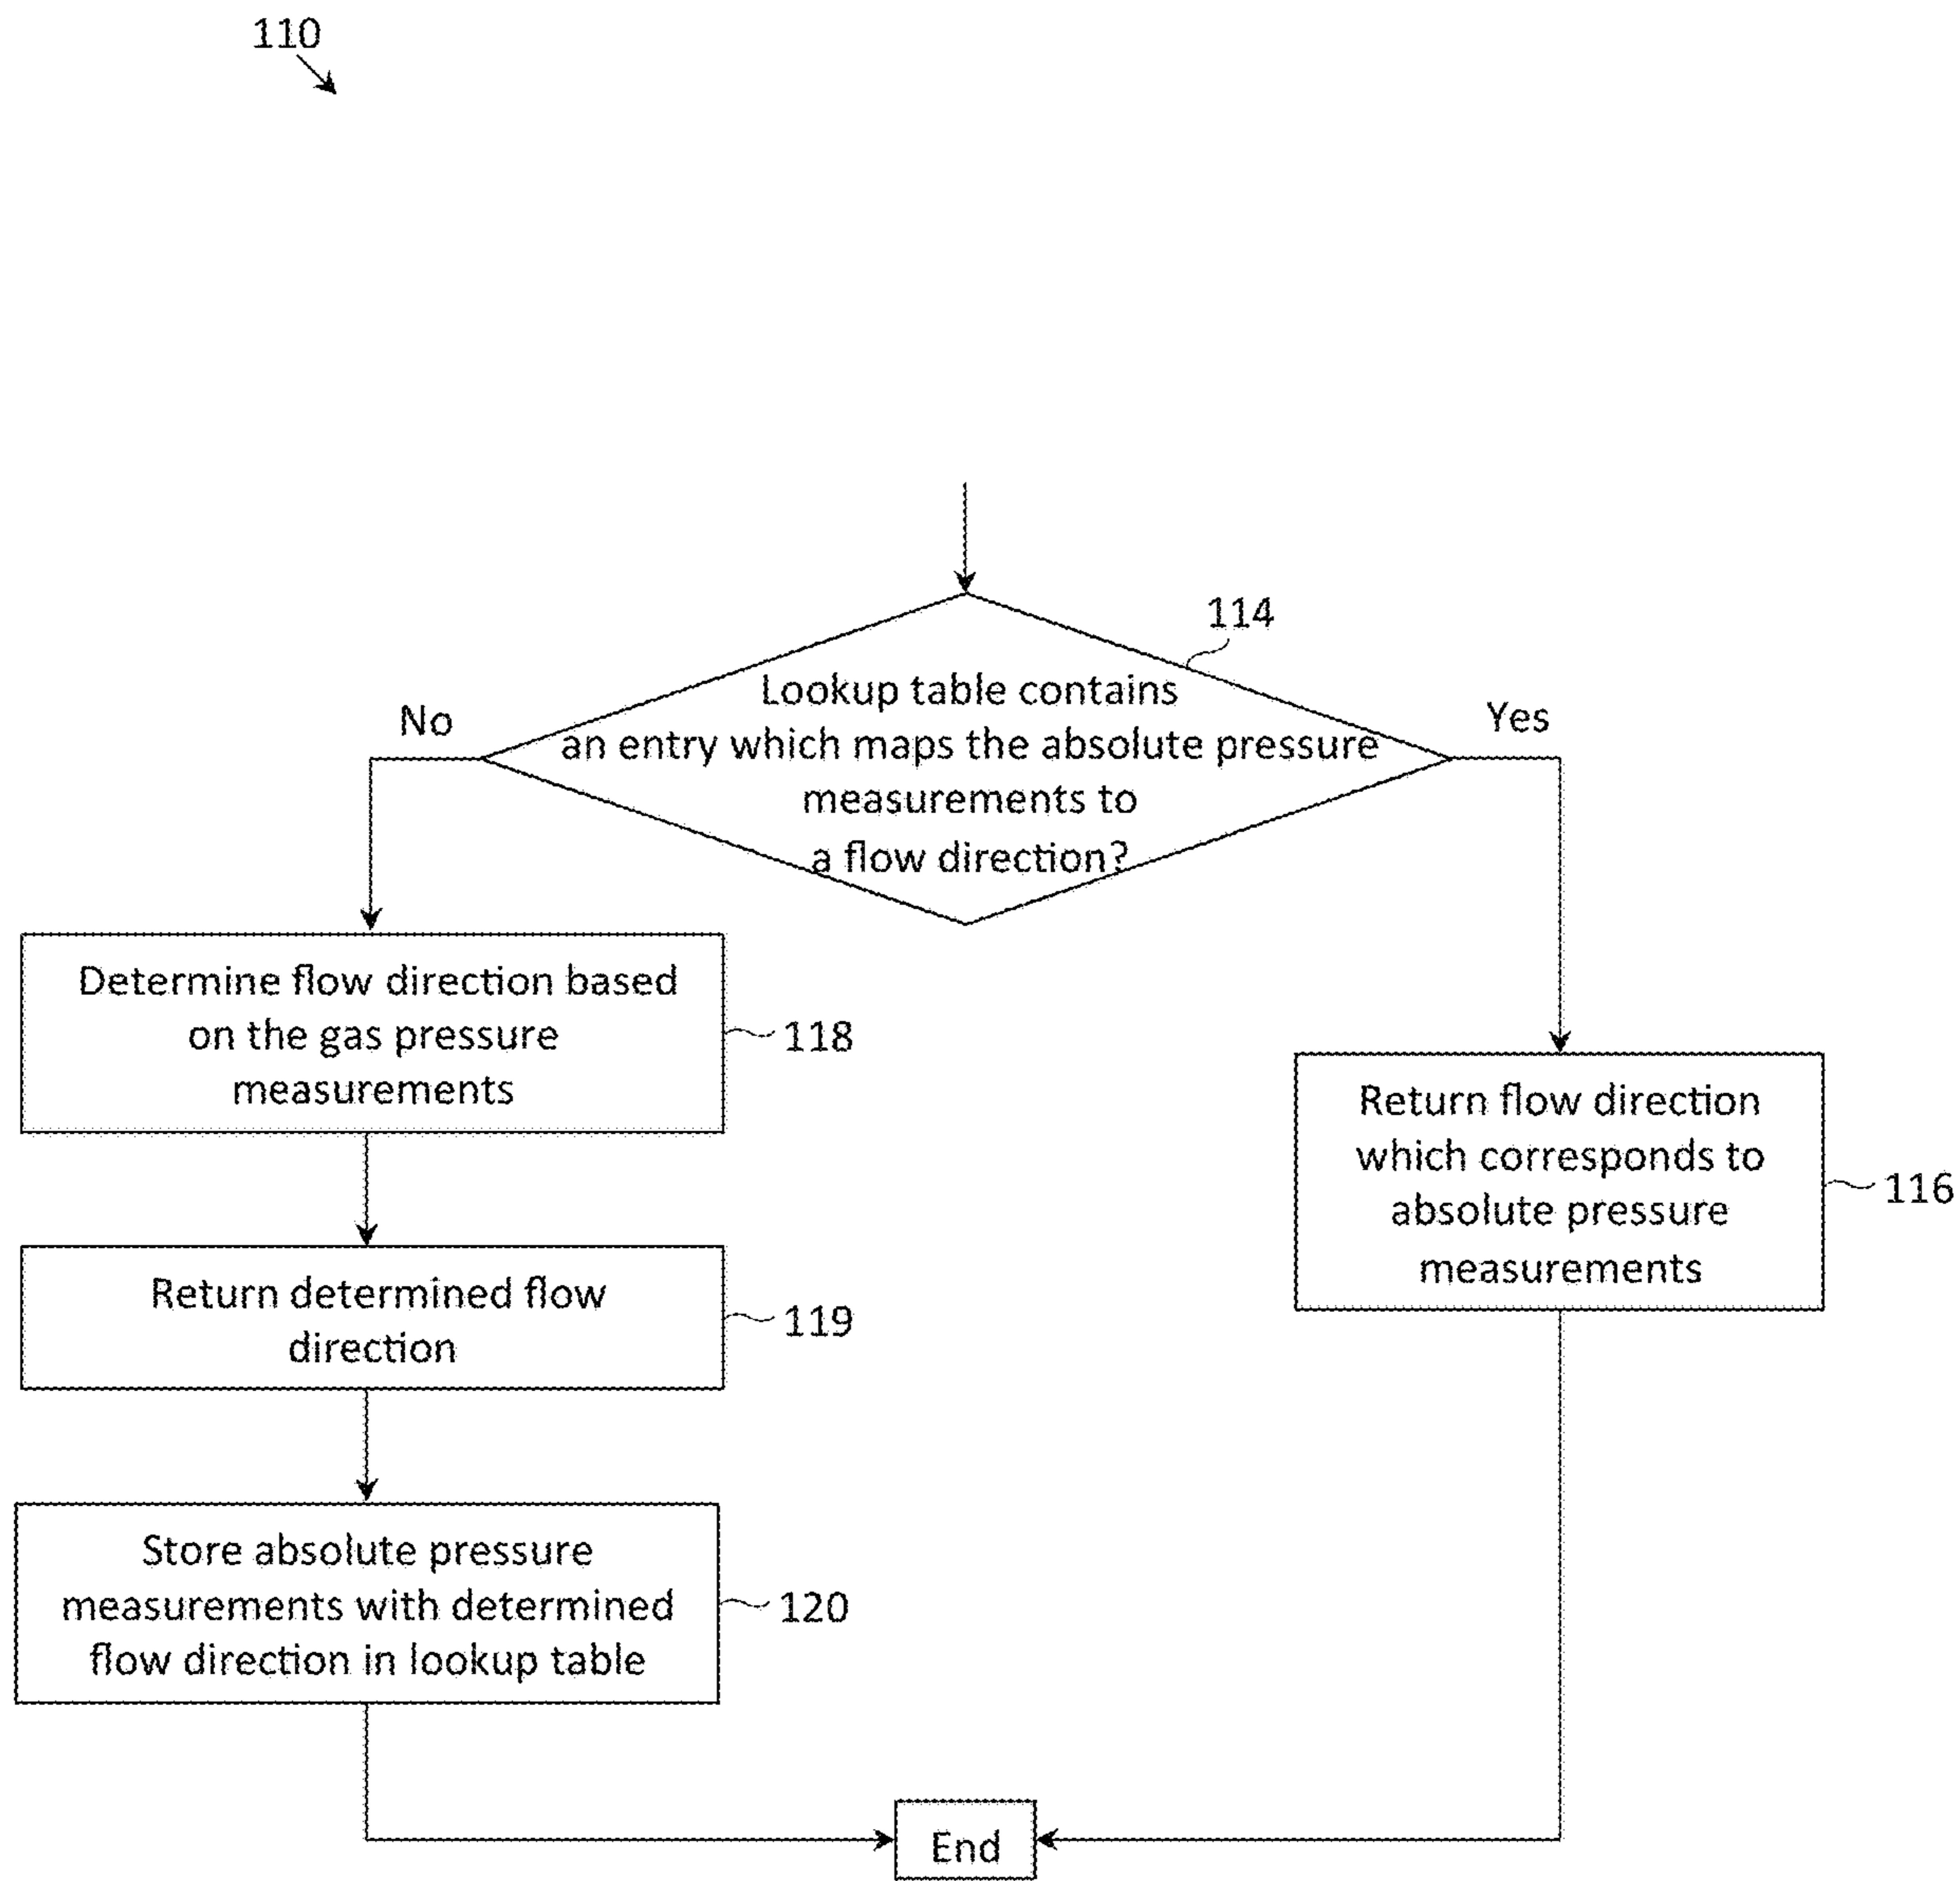 110
114
Lookup table contains
an entry which maps the absolute pressure
measurements to
a flow direction?
No
Yes
Determine flow direction based
on the gas pressure
measurements
118
Return flow direction
which corresponds to
absolute pressure
measurements
116
Return determined flow
direction
119
Store absolute pressure
measurements with determined
flow direction in lookup table
120
End